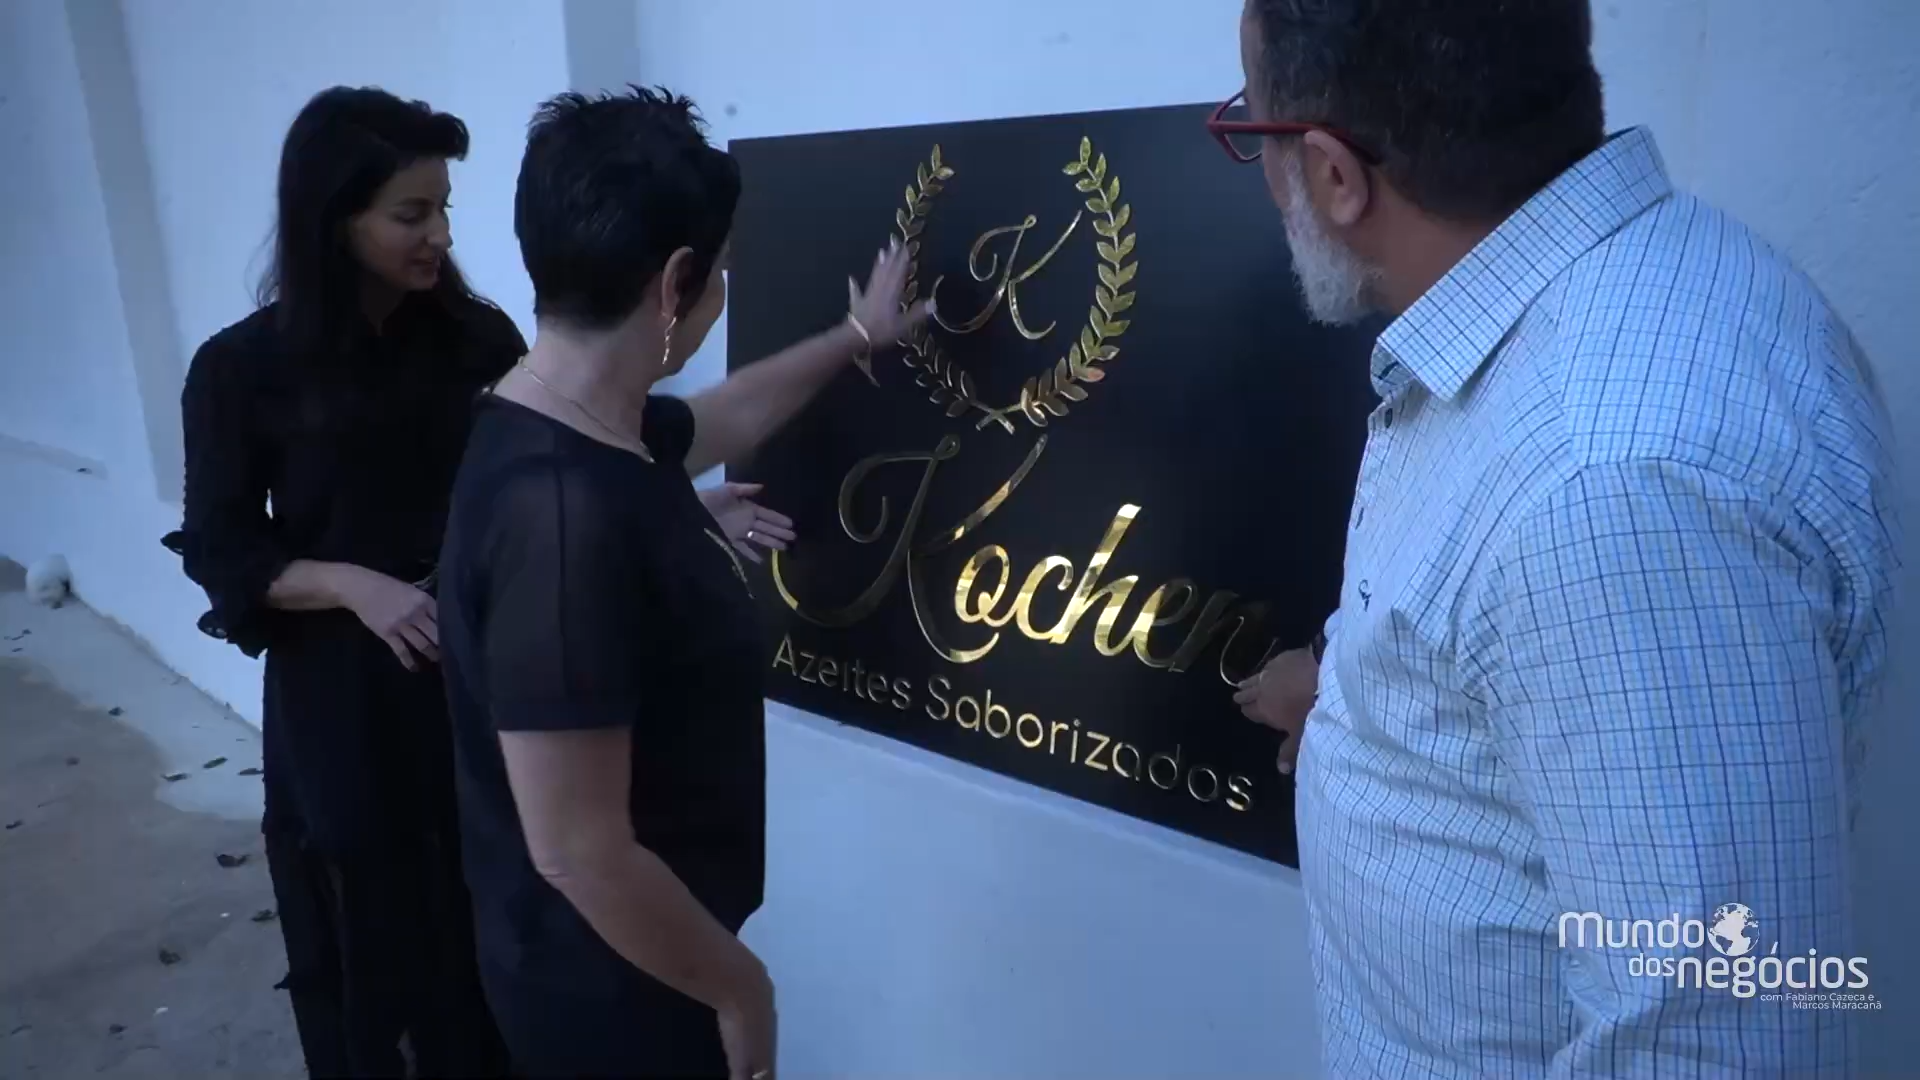 K
Kochen
Azeites Saborizados
Mundo
dos negócios
com Fabiano Cazeca e
Marcos Maracanã